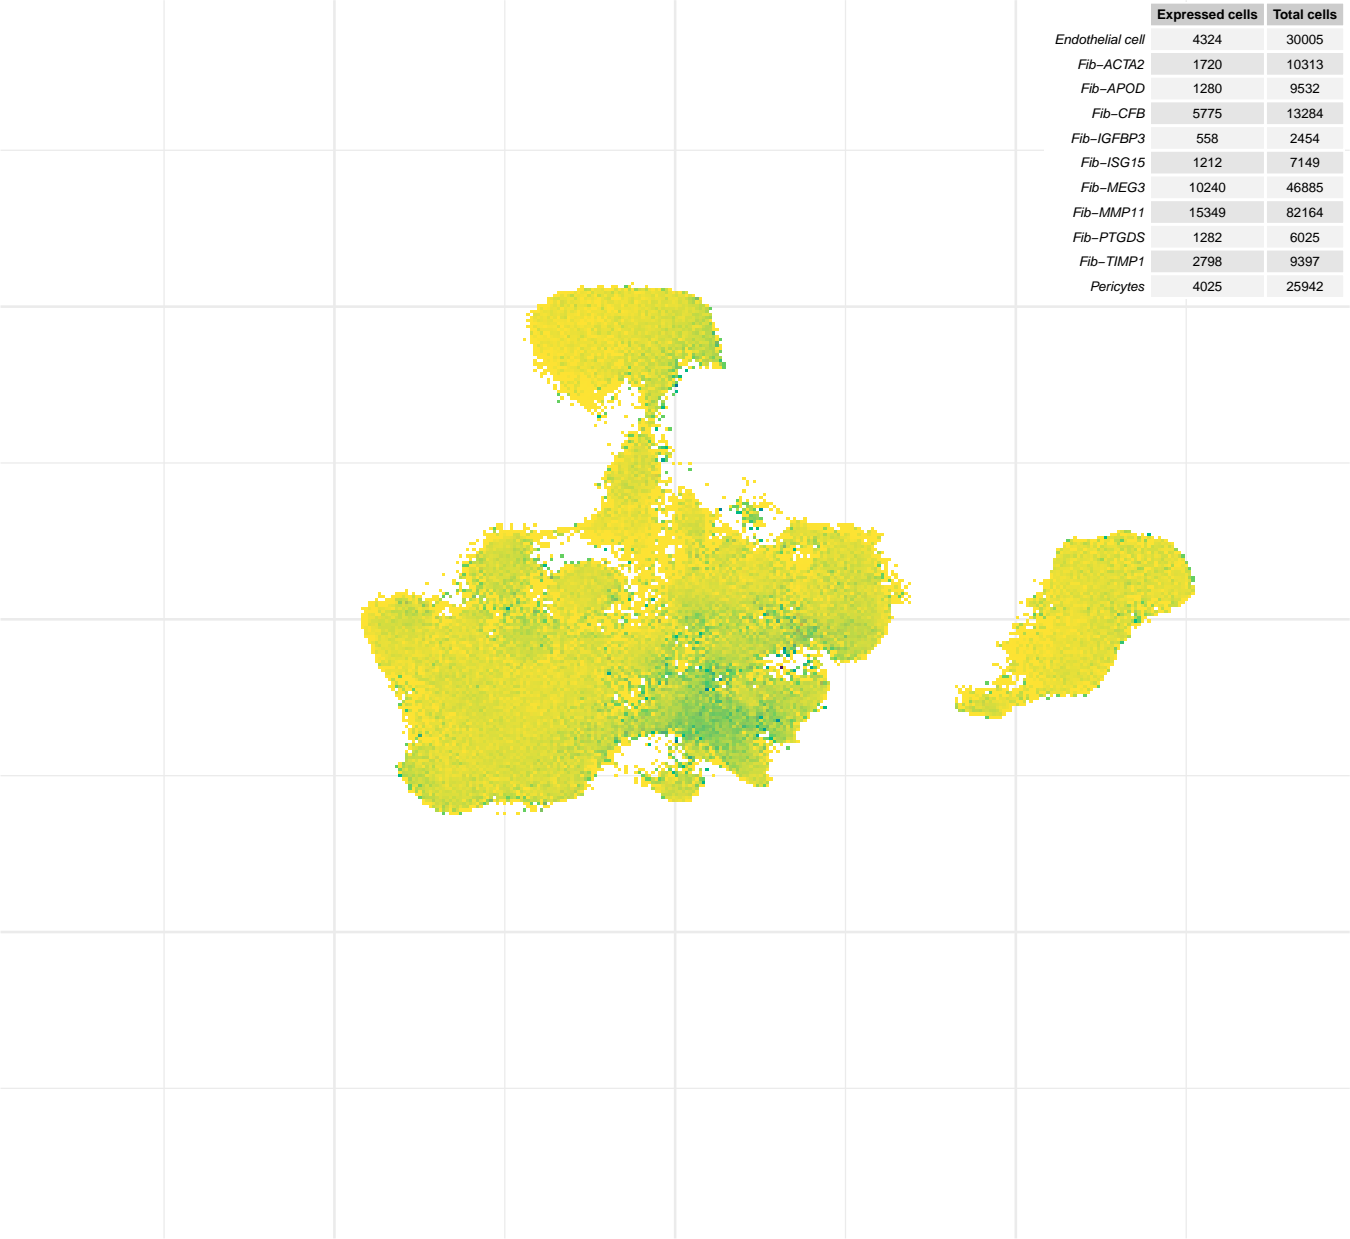 Expressed cells Total cells
Endothelial cell 4324 30005
Fib−ACTA2 1720 10313
Fib−APOD 1280 9532
Fib−CFB 5775 13284
Fib−IGFBP3 558 2454
Fib−ISG15 1212 7149
Fib−MEG3 10240 46885
Fib−MMP11 15349 82164
Fib−PTGDS 1282 6025
Fib−TIMP1 2798 9397
Pericytes 4025 25942